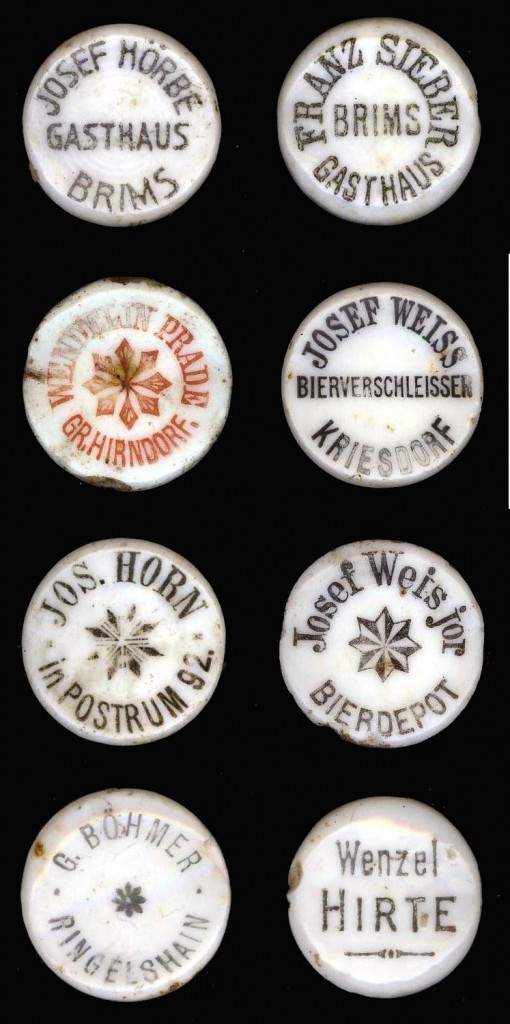 JOSEF HÖRBE
GASTHAUS
BRIMS
FRANZ SIEBER
BRIMS
GASTHAUS
WENDELIN PRADE
GR.HIRNDORF.
JOSEF WEISS
BIERVERSCHLEISSER
KRIESDORF
JOS. HORN
in POSTRUM 92.
Josef Weis jor
BIERDEPOT
G. BÖHMER
RINGELSHAIN
Wenzel
HIRTE